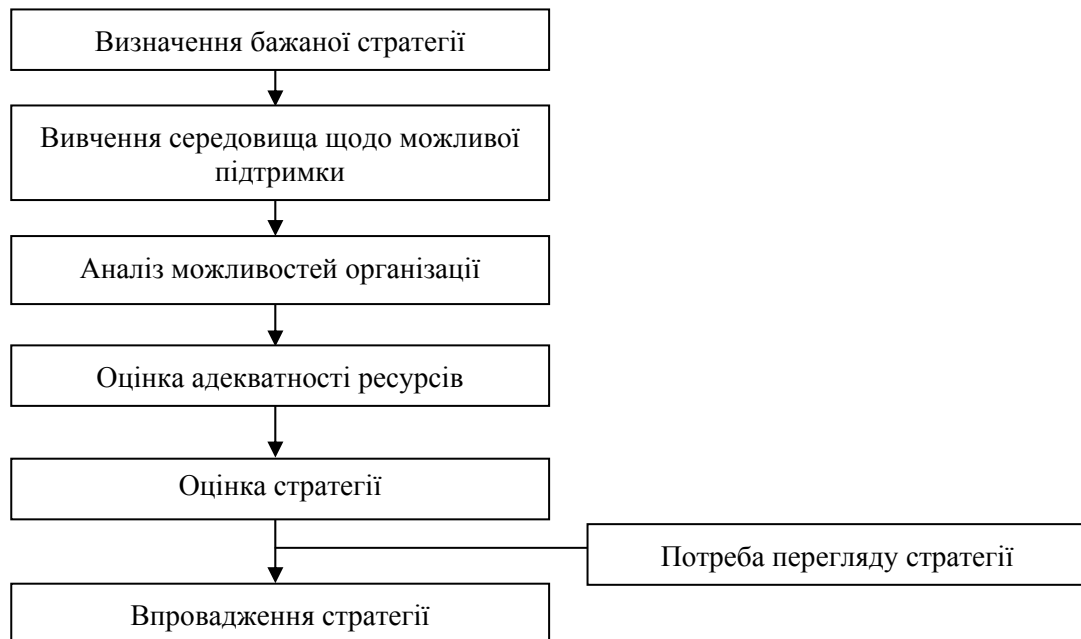 Визначення бажаної стратегії
Вивчення середовища щодо можливої
підтримки
Аналіз можливостей організації
Оцінка адекватності ресурсів
Оцінка стратегії
Потреба перегляду стратегії
Впровадження стратегії